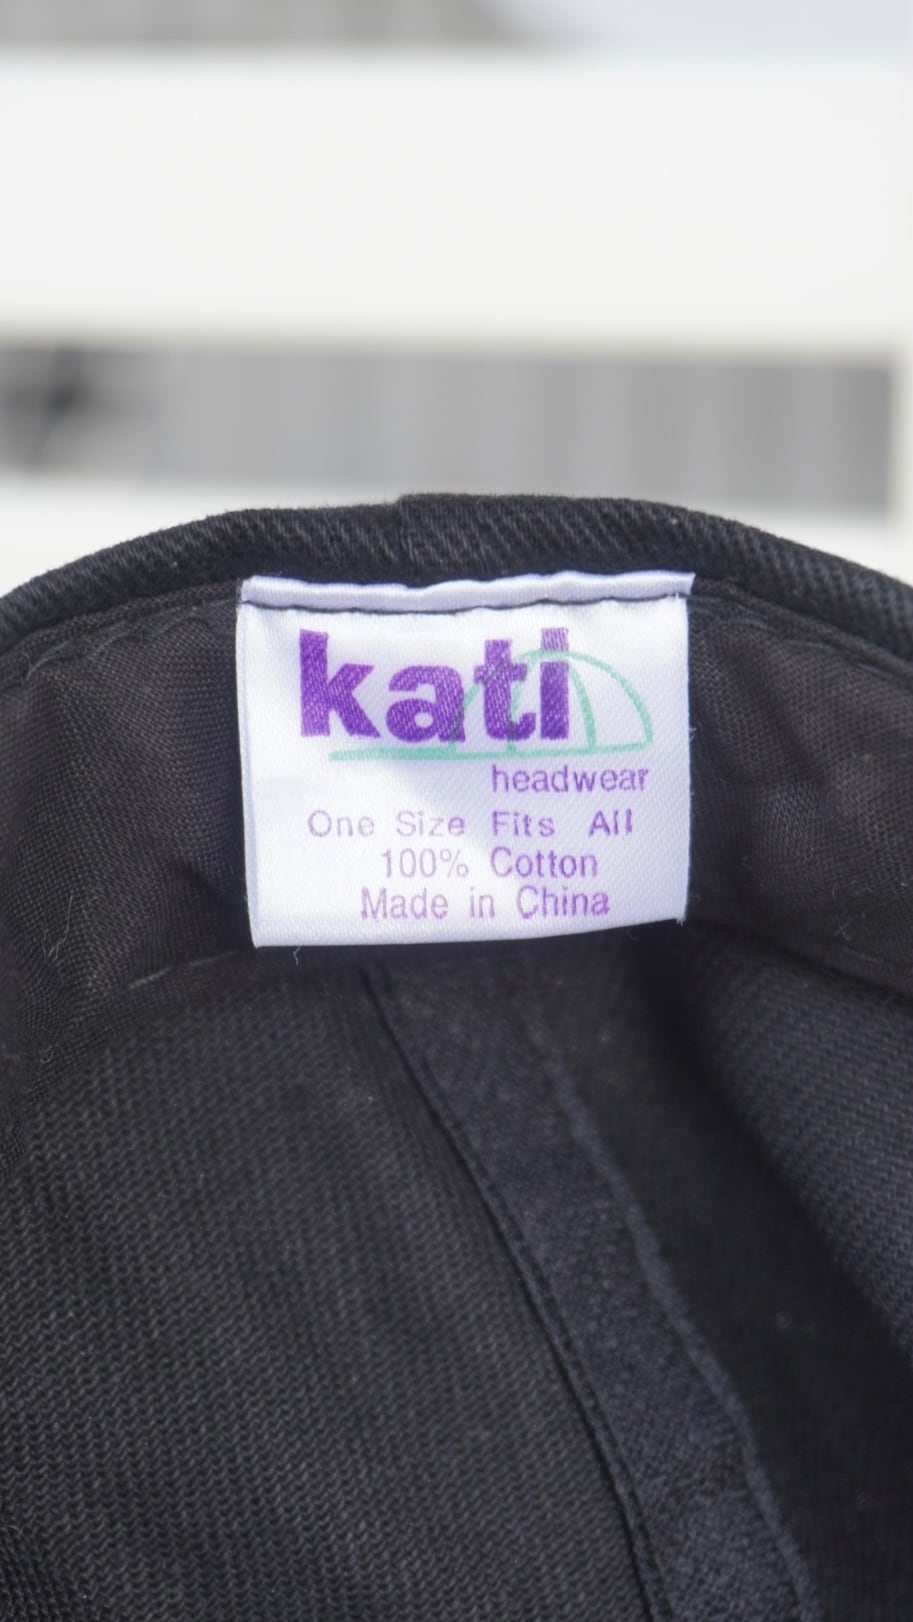 kati
headwear
One Size Fits All
100% Cotton
Made in China